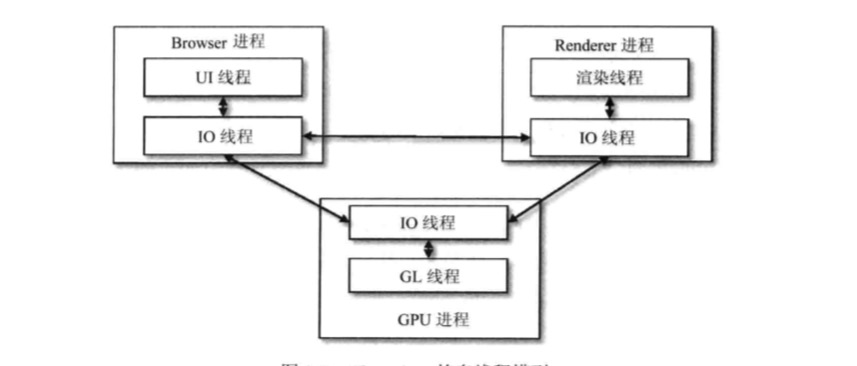 Browser 进程
UI 线程
IO 线程
Renderer 进程
渲染线程
IO 线程
IO 线程
GL 线程
GPU 进程